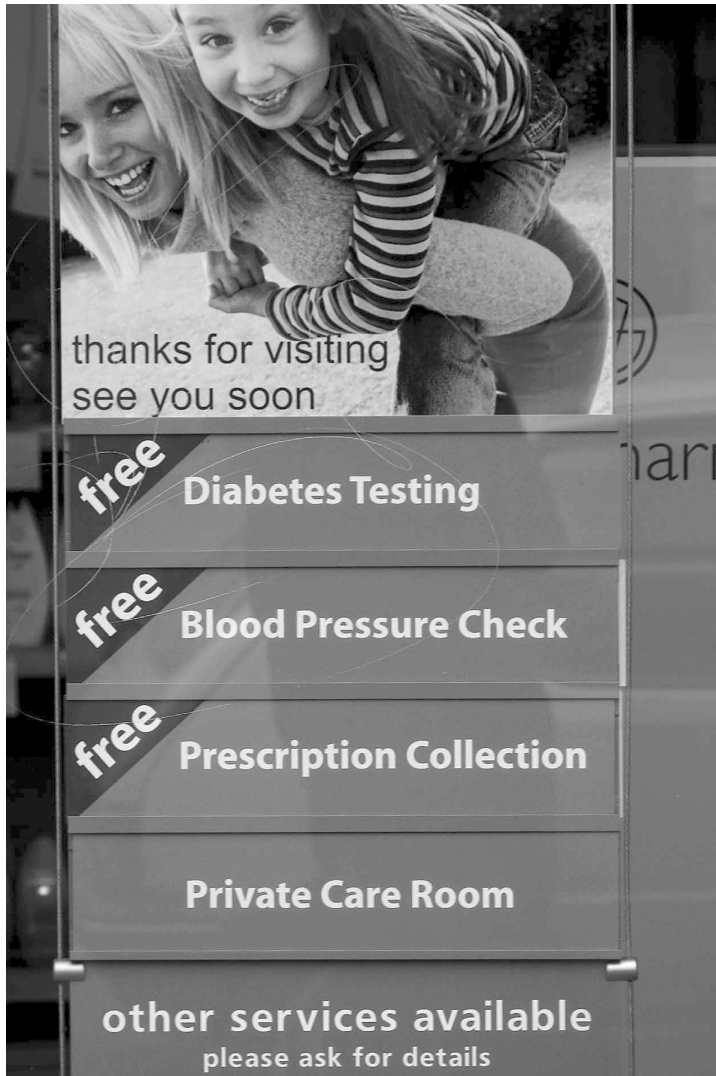 thanks for visiting
see you soon
free
Diabetes Testing
free
Blood Pressure Check
free
Prescription Collection
Private Care Room
other services available
please ask for details